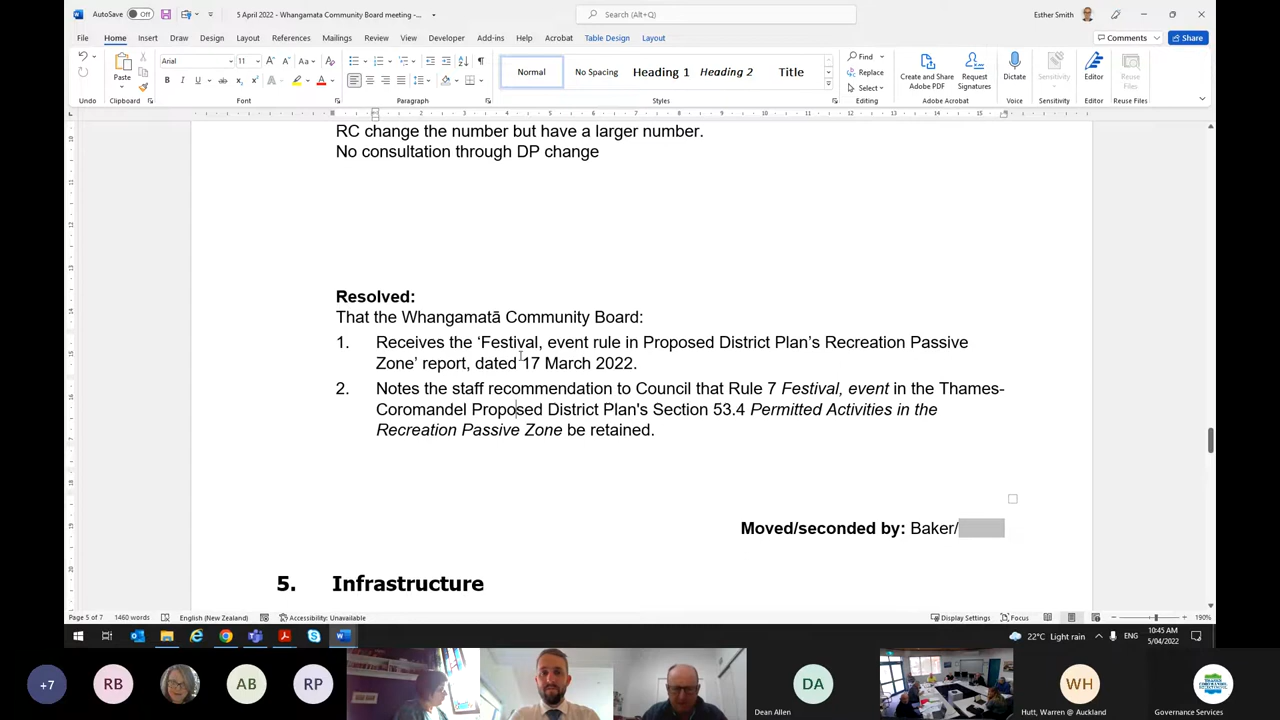 AutoSave Off
5 April 2022 - Whangamata Community Board meeting -
Search (Alt+Q)
Esther Smith
File Home Insert Draw Design Layout References Mailings Review View Developer Add-ins Help Acrobat Table Design Layout
Comments Share
Arial 11
Normal No Spacing Heading 1 Heading 2 Title
Paste
Find
Replace
Select
Create and Share Adobe PDF
Request Signatures
Dictate
Sensitivity
Editor
Reuse Files
Undo Clipboard Font Paragraph Styles Editing Adobe Acrobat Voice Sensitivity Editor Reuse Files
RC change the number but have a larger number.
No consultation through DP change
Resolved:
That the Whangamatā Community Board:
1. Receives the ‘Festival, event rule in Proposed District Plan’s Recreation Passive
Zone’ report, dated 17 March 2022.
2. Notes the staff recommendation to Council that Rule 7 Festival, event in the Thames-
Coromandel Proposed District Plan's Section 53.4 Permitted Activities in the
Recreation Passive Zone be retained.
Moved/seconded by: Baker/
5. Infrastructure
Page 5 of 7 1460 words English (New Zealand) Accessibility: Unavailable Display Settings Focus 190%
22°C Light rain ENG 10:45 AM
5/04/2022
+7 RB AB RP DA WH
Dean Allen Hutt, Warren @ Auckland Governance Services